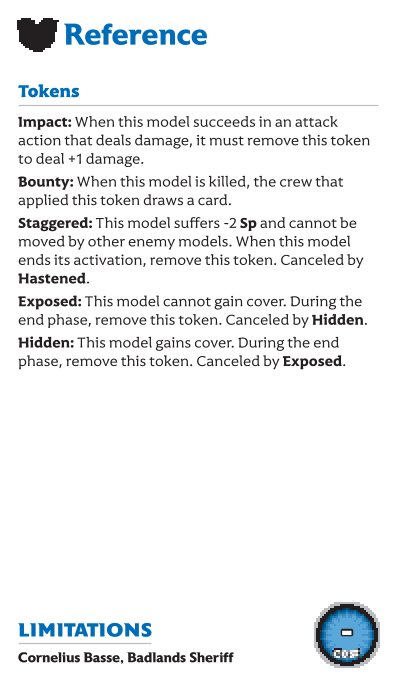 Reference
Tokens
Impact: When this model succeeds in an attack
action that deals damage, it must remove this token
to deal +1 damage.
Bounty: When this model is killed, the crew that
applied this token draws a card.
Staggered: This model suffers -2 Sp and cannot be
moved by other enemy models. When this model
ends its activation, remove this token. Canceled by
Hastened.
Exposed: This model cannot gain cover. During the
end phase, remove this token. Canceled by Hidden.
Hidden: This model gains cover. During the end
phase, remove this token. Canceled by Exposed.
LIMITATIONS
Cornelius Basse, Badlands Sheriff
-
COST